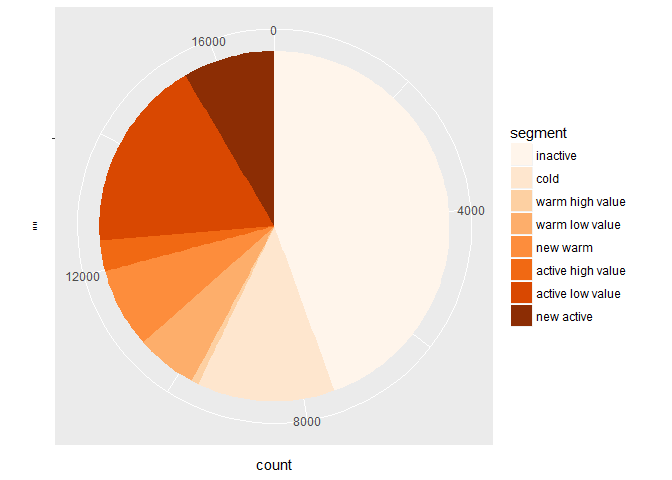 0
16000
4000
12000
8000
count
segment
inactive
cold
warm high value
warm low value
new warm
active high value
active low value
new active